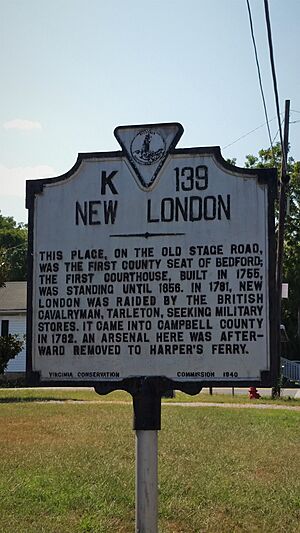 K 139
NEW LONDON
THIS PLACE, ON THE OLD STAGE ROAD,
WAS THE FIRST COUNTY SEAT OF BEDFORD;
THE FIRST COURTHOUSE, BUILT IN 1755,
WAS STANDING UNTIL 1856. IN 1781, NEW
LONDON WAS RAIDED BY THE BRITISH
CAVALRYMAN, TARLETON, SEEKING MILITARY
STORES. IT CAME INTO CAMPBELL COUNTY
IN 1782. AN ARSENAL HERE WAS AFTER-
WARD REMOVED TO HARPER'S FERRY.
VIRGINIA CONSERVATION COMMISSION 1940